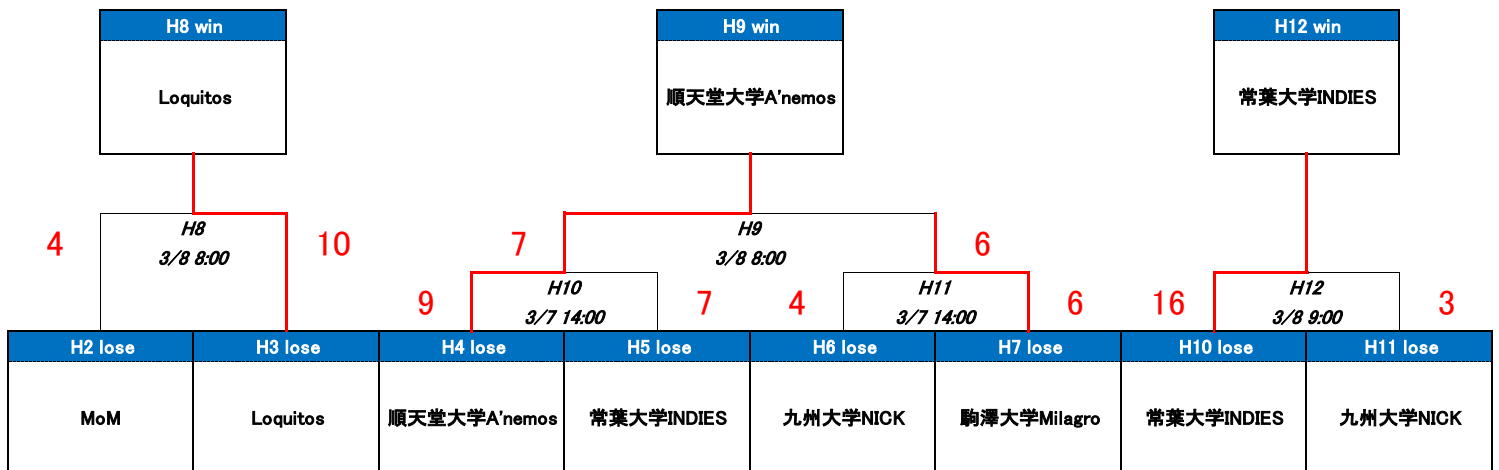 H8 win
H9 win
H12 win
Loquitos
順天堂大学A'nemos
常葉大学INDIES
4
H8
3/8 8:00
10
7
H9
3/8 8:00
6
9
H10
3/7 14:00
7
4
H11
3/7 14:00
6
16
H12
3/8 9:00
3
H2 lose
H3 lose
H4 lose
H5 lose
H6 lose
H7 lose
H10 lose
H11 lose
MoM
Loquitos
順天堂大学A'nemos
常葉大学INDIES
九州大学NICK
駒澤大学Milagro
常葉大学INDIES
九州大学NICK